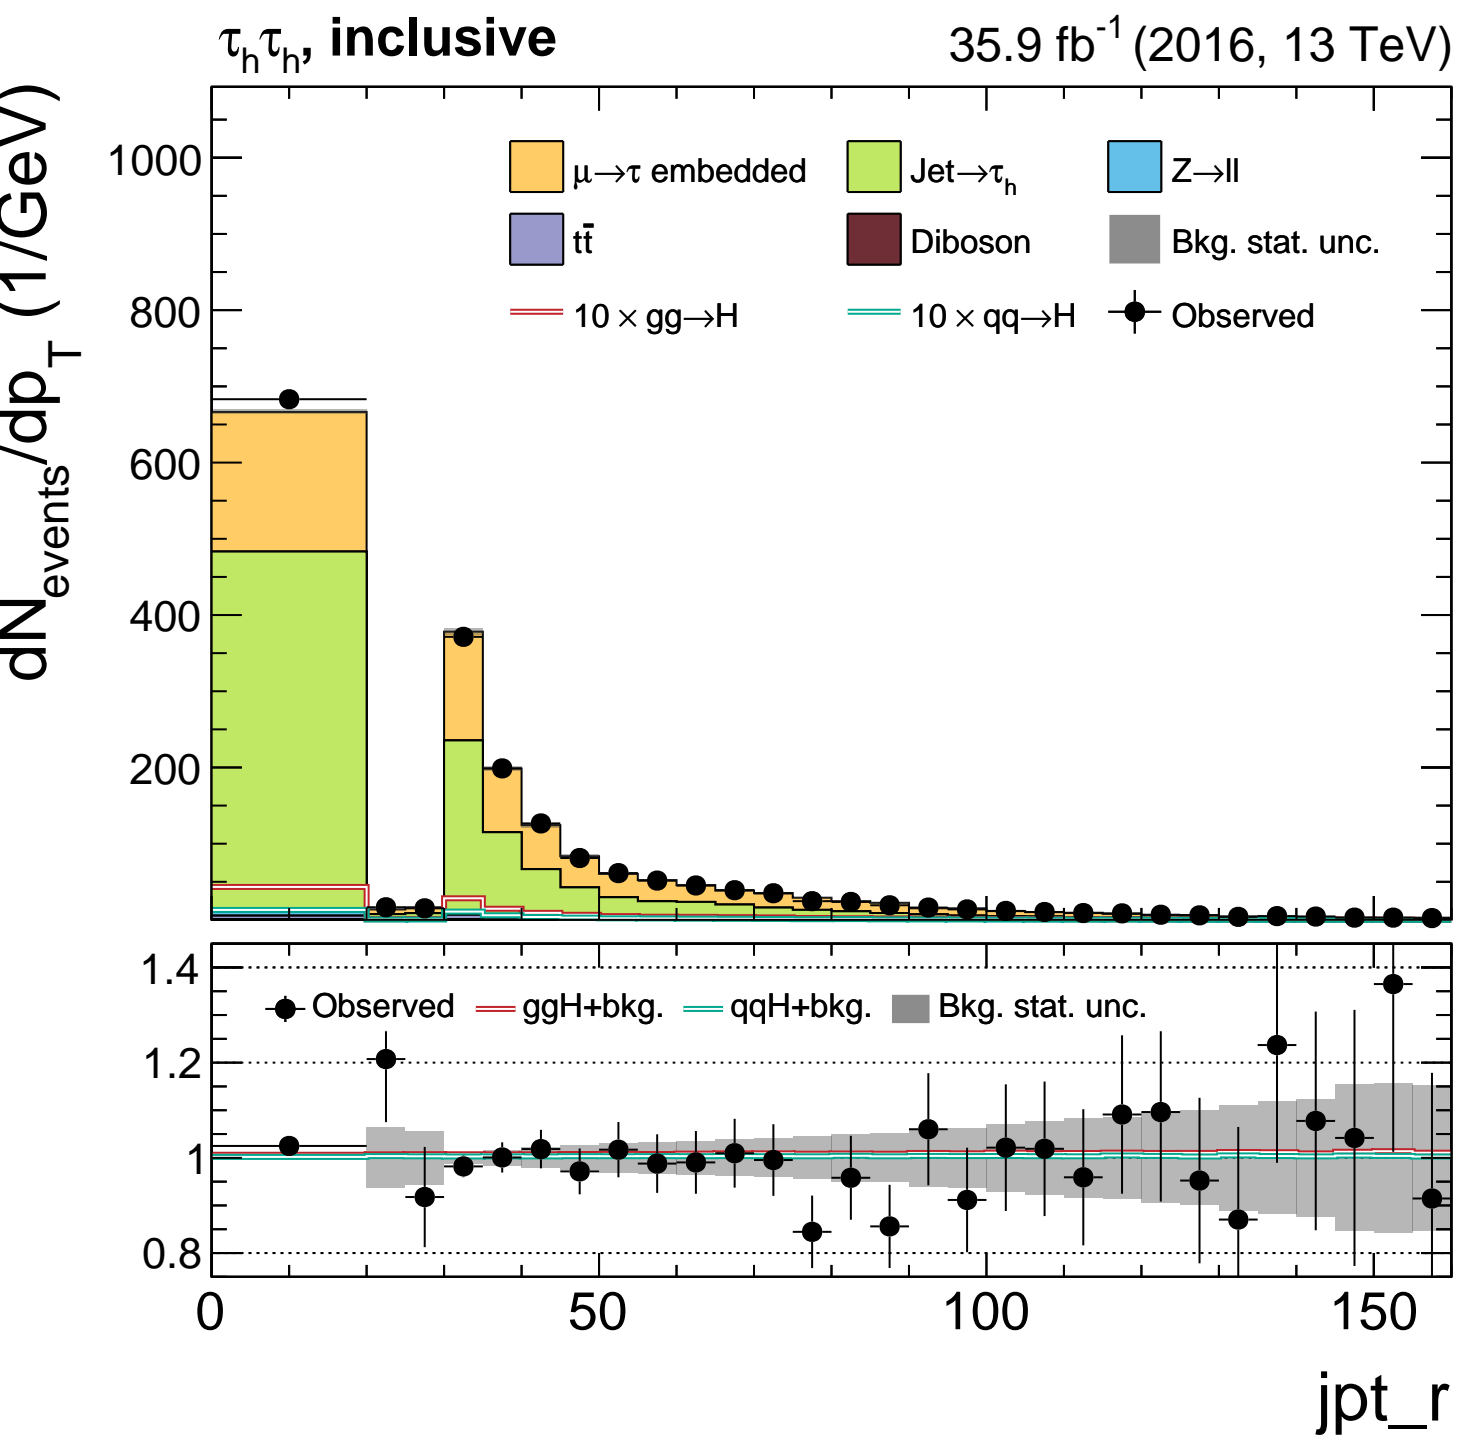 τhτh, inclusive
35.9 fb-1 (2016, 13 TeV)
dNevents/dpT (1/GeV)
1000
800
600
400
200
μ→τ embedded
Jet→τh
Z→ll
tt̄
Diboson
Bkg. stat. unc.
10 × gg→H
10 × qq→H
Observed
1.4
1.2
1
0.8
Observed
ggH+bkg.
qqH+bkg.
Bkg. stat. unc.
0
50
100
150
jpt_r